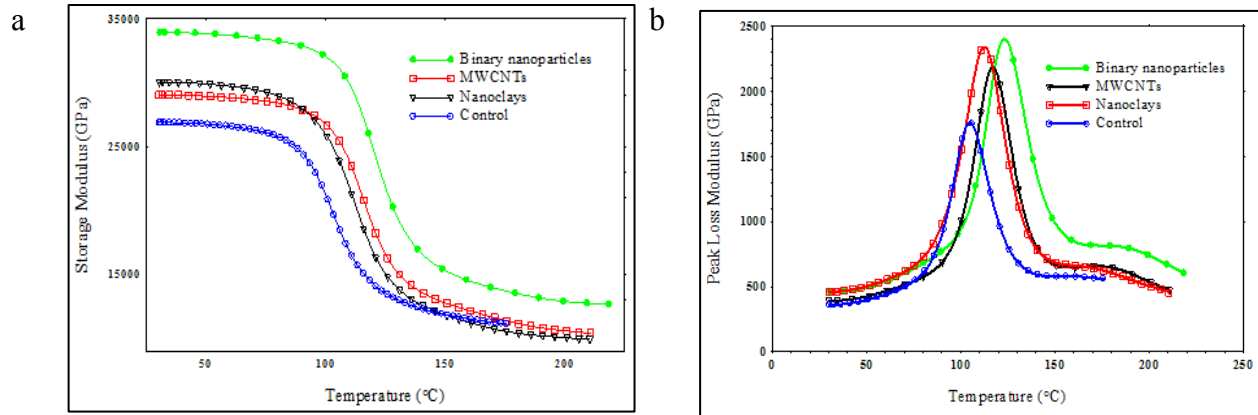 a
35000
25000
15000
Storage Modulus (GPa)
Binary nanoparticles
MWCNTs
Nanoclays
Control
50
100
150
200
Temperature (°C)
b
2500
2000
1500
1000
500
0
Peak Loss Modulus (GPa)
Binary nanoparticles
MWCNTs
Nanoclays
Control
0
50
100
150
200
250
Temperature (°C)